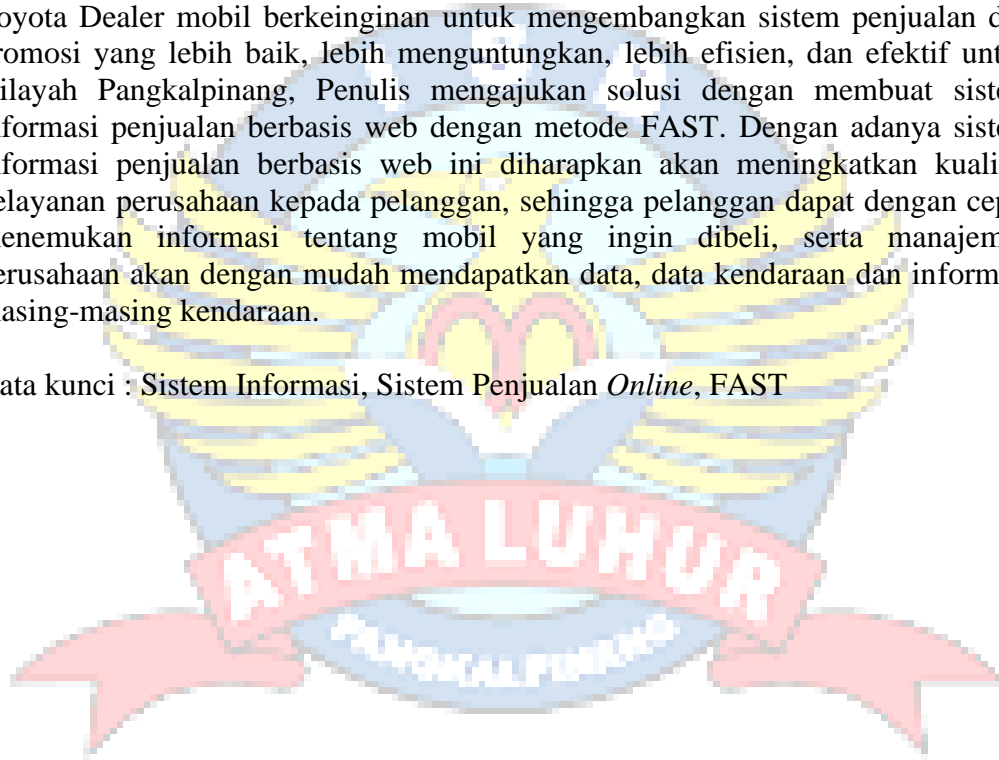 oyota Dealer mobil berkeinginan untuk mengembangkan sistem penjualan d
romosi yang lebih baik, lebih menguntungkan, lebih efisien, dan efektif unt
ilayah Pangkalpinang, Penulis mengajukan solusi dengan membuat siste
nformasi penjualan berbasis web dengan metode FAST. Dengan adanya siste
nformasi penjualan berbasis web ini diharapkan akan meningkatkan kuali
elayanan perusahaan kepada pelanggan, sehingga pelanggan dapat dengan cep
enemukan informasi tentang mobil yang ingin dibeli, serta manajem
erusahaan akan dengan mudah mendapatkan data, data kendaraan dan inform
asing-masing kendaraan.
ata kunci : Sistem Informasi, Sistem Penjualan Online, FAST
ATMA LUHUR
PANGKALPINANG